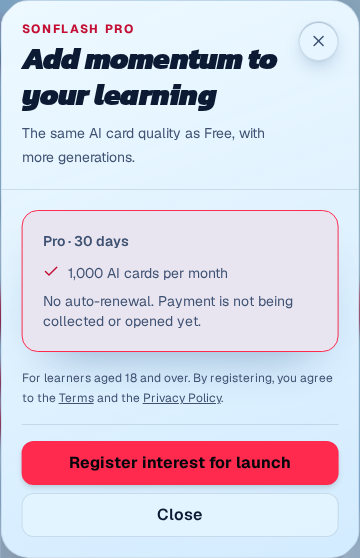 SONFLASH PRO
Add momentum to
your learning
The same AI card quality as Free, with
more generations.
Pro · 30 days
1,000 AI cards per month
No auto-renewal. Payment is not being
collected or opened yet.
For learners aged 18 and over. By registering, you agree
to the Terms and the Privacy Policy.
Register interest for launch
Close